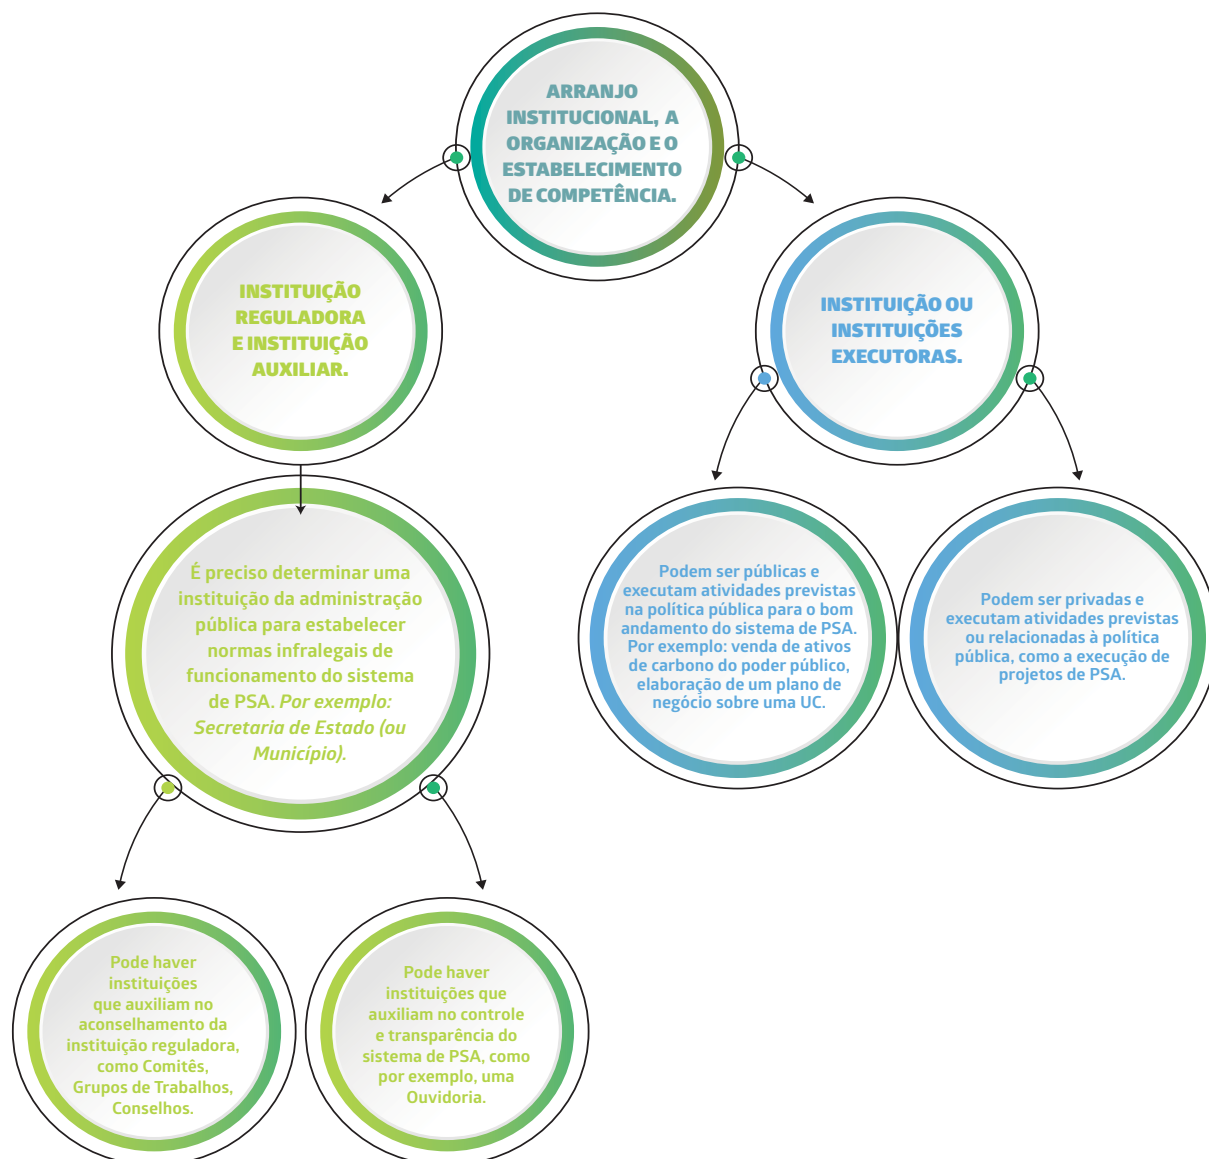 ARRANJO
INSTITUCIONAL, A
ORGANIZAÇÃO E O
ESTABELECIMENTO
DE COMPETÊNCIA.
INSTITUIÇÃO
REGULADORA
E INSTITUIÇÃO
AUXILIAR.
INSTITUIÇÃO OU
INSTITUIÇÕES
EXECUTORAS.
É preciso determinar uma
instituição da administração
pública para estabelecer
normas infralegais de
funcionamento do sistema
de PSA. Por exemplo:
Secretaria de Estado (ou
Município).
Podem ser públicas e
executam atividades previstas
na política pública para o bom
andamento do sistema de PSA.
Por exemplo: venda de ativos
de carbono do poder público,
elaboração de um plano de
negócio sobre uma UC.
Podem ser privadas e
executam atividades previstas
ou relacionadas à política
pública, como a execução de
projetos de PSA.
Pode haver
instituições
que auxiliam no
aconselhamento da
instituição reguladora,
como Comitês,
Grupos de Trabalhos,
Conselhos.
Pode haver
instituições que
auxiliam no controle
e transparência do
sistema de PSA, como
por exemplo, uma
Ouvidoria.